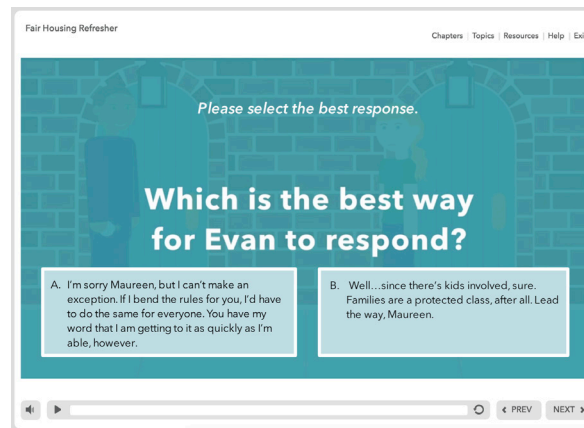 Fair Housing Refresher
Chapters | Topics | Resources | Help | Exi
Please select the best response.
Which is the best way
for Evan to respond?
A. I'm sorry Maureen, but I can't make an
exception. If I bend the rules for you, I'd have
to do the same for everyone. You have my
word that I am getting to it as quickly as I'm
able, however.
B. Well...since there's kids involved, sure.
Families are a protected class, after all. Lead
the way, Maureen.
PREV
NEXT